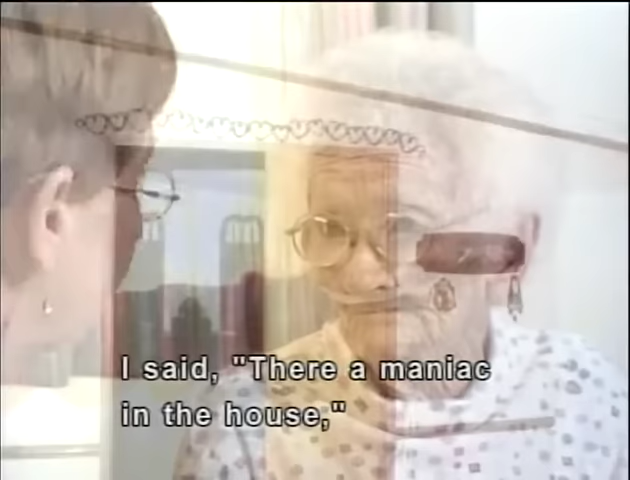 I said, "There a maniac
in the house,"